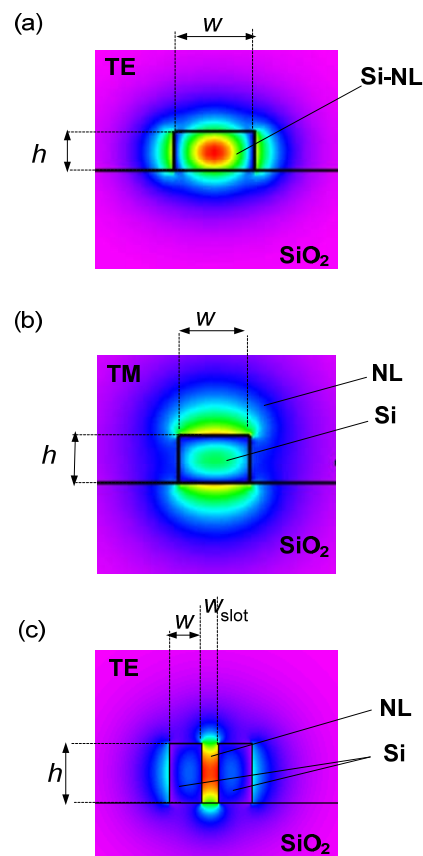 (a)
w
TE
Si-NL
h
SiO₂
(b)
w
TM
NL
Si
h
SiO₂
(c)
w
wslot
TE
NL
h
Si
SiO₂